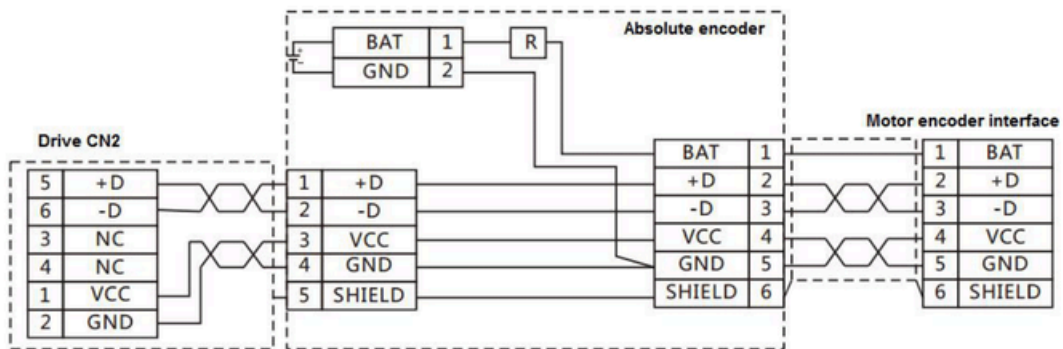 Absolute encoder
BAT 1 R
GND 2
Motor encoder interface
Drive CN2
BAT 1 1 BAT
5 +D 1 +D +D 2 2 +D
6 -D 2 -D -D 3 3 -D
3 NC 3 VCC VCC 4 4 VCC
4 NC 4 GND GND 5 5 GND
1 VCC 5 SHIELD SHIELD 6 6 SHIELD
2 GND